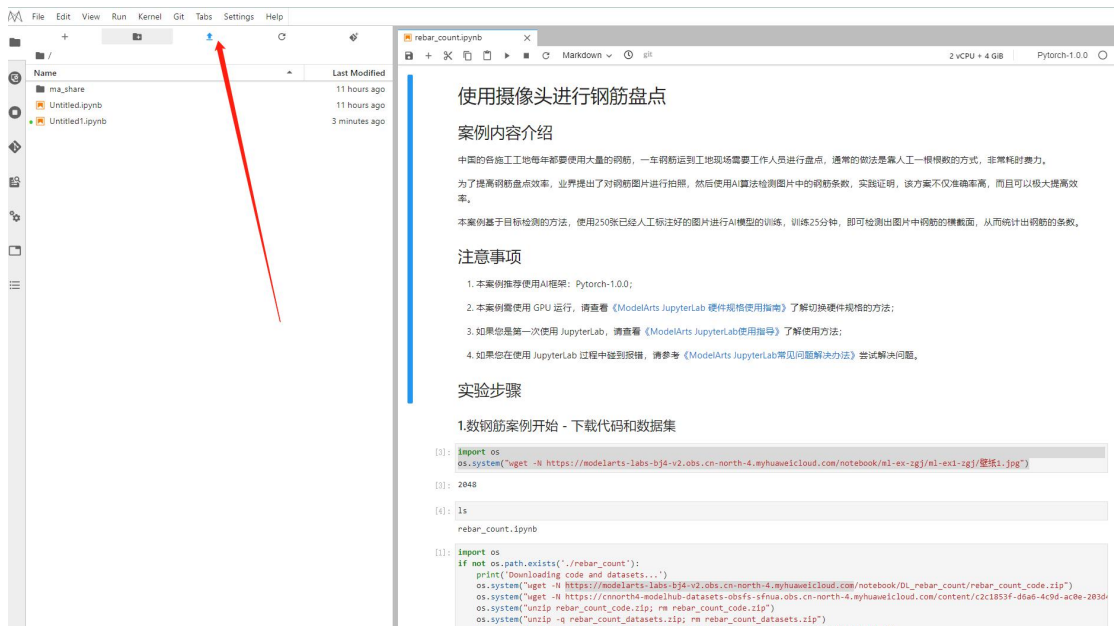 File Edit View Run Kernel Git Tabs Settings Help
rebar_count.ipynb
Markdown
git
2 vCPU + 4 GiB
Pytorch-1.0.0
/
Name Last Modified
ma_share 11 hours ago
Untitled.ipynb 11 hours ago
Untitled1.ipynb 3 minutes ago
使用摄像头进行钢筋盘点
案例内容介绍
中国的各施工工地每年都要使用大量的钢筋，一车钢筋运到工地现场需要工作人员进行盘点，通常的做法是靠人工一根根数的方式，非常耗时费力。
为了提高钢筋盘点效率，业界提出了对钢筋图片进行拍照，然后使用AI算法检测图片中的钢筋条数，实践证明，该方案不仅准确率高，而且可以极大提高效
率。
本案例基于目标检测的方法，使用250张已经人工标注好的图片进行AI模型的训练，训练25分钟，即可检测出图片中钢筋的横截面，从而统计出钢筋的条数。
注意事项
1. 本案例推荐使用AI框架：Pytorch-1.0.0；
2. 本案例需使用 GPU 运行，请查看《ModelArts JupyterLab 硬件规格使用指南》了解切换硬件规格的方法；
3. 如果您是第一次使用 JupyterLab，请查看《ModelArts JupyterLab使用指导》了解使用方法；
4. 如果您在使用 JupyterLab 过程中碰到报错，请参考《ModelArts JupyterLab常见问题解决办法》尝试解决问题。
实验步骤
1.数钢筋案例开始 - 下载代码和数据集
[3]: import os
os.system("wget -N https://modelarts-labs-bj4-v2.obs.cn-north-4.myhuaweicloud.com/notebook/ml-ex-zgj/ml-ex1-zgj/壁纸1.jpg")
[3]: 2048
[4]: ls
rebar_count.ipynb
[1]: import os
if not os.path.exists('./rebar_count'):
print('Downloading code and datasets...')
os.system("wget -N https://modelarts-labs-bj4-v2.obs.cn-north-4.myhuaweicloud.com/notebook/DL_rebar_count/rebar_count_code.zip")
os.system("wget -N https://cnnorth4-modelhub-datasets-obsfs-sfnua.obs.cn-north-4.myhuaweicloud.com/content/c2c1853f-d6a6-4c9d-ac0e-203d4
os.system("unzip rebar_count_code.zip; rm rebar_count_code.zip")
os.system("unzip -q rebar_count_datasets.zip; rm rebar_count_datasets.zip")